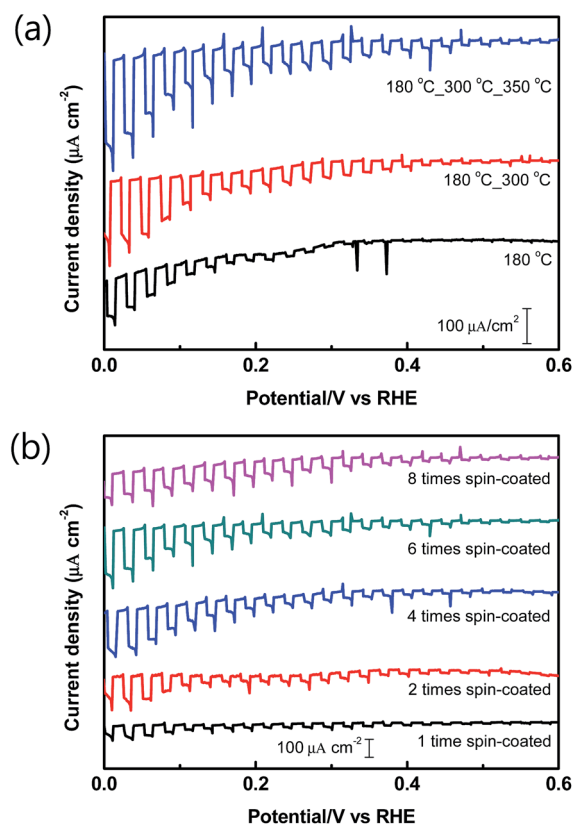 (a)
Current density (μA cm⁻²)
180 °C_300 °C_350 °C
180 °C_300 °C
180 °C
100 μA/cm²
0.0 0.2 0.4 0.6
Potential/V vs RHE
(b)
Current density (μA cm⁻²)
8 times spin-coated
6 times spin-coated
4 times spin-coated
2 times spin-coated
1 time spin-coated
100 μA cm⁻²
0.0 0.2 0.4 0.6
Potential/V vs RHE